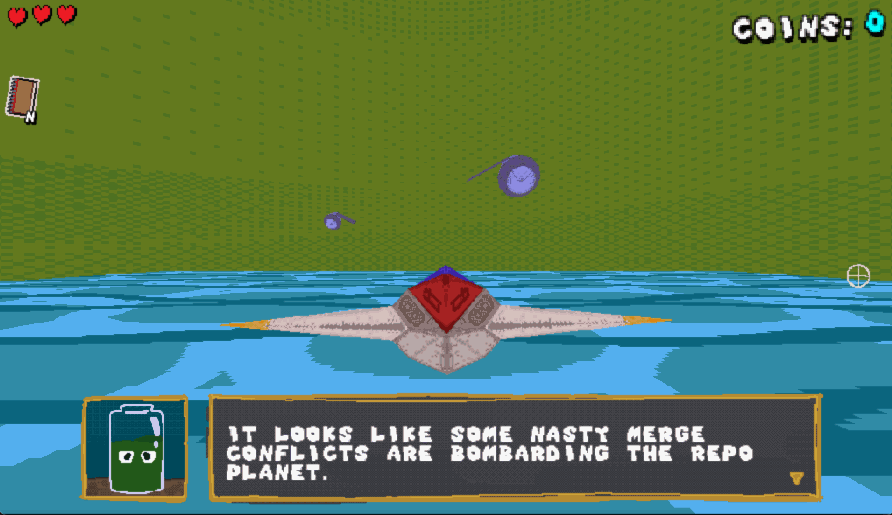 COINS: 0
N
IT LOOKS LIKE SOME NASTY MERGE
CONFLICTS ARE BOMBARDING THE REPO
PLANET.